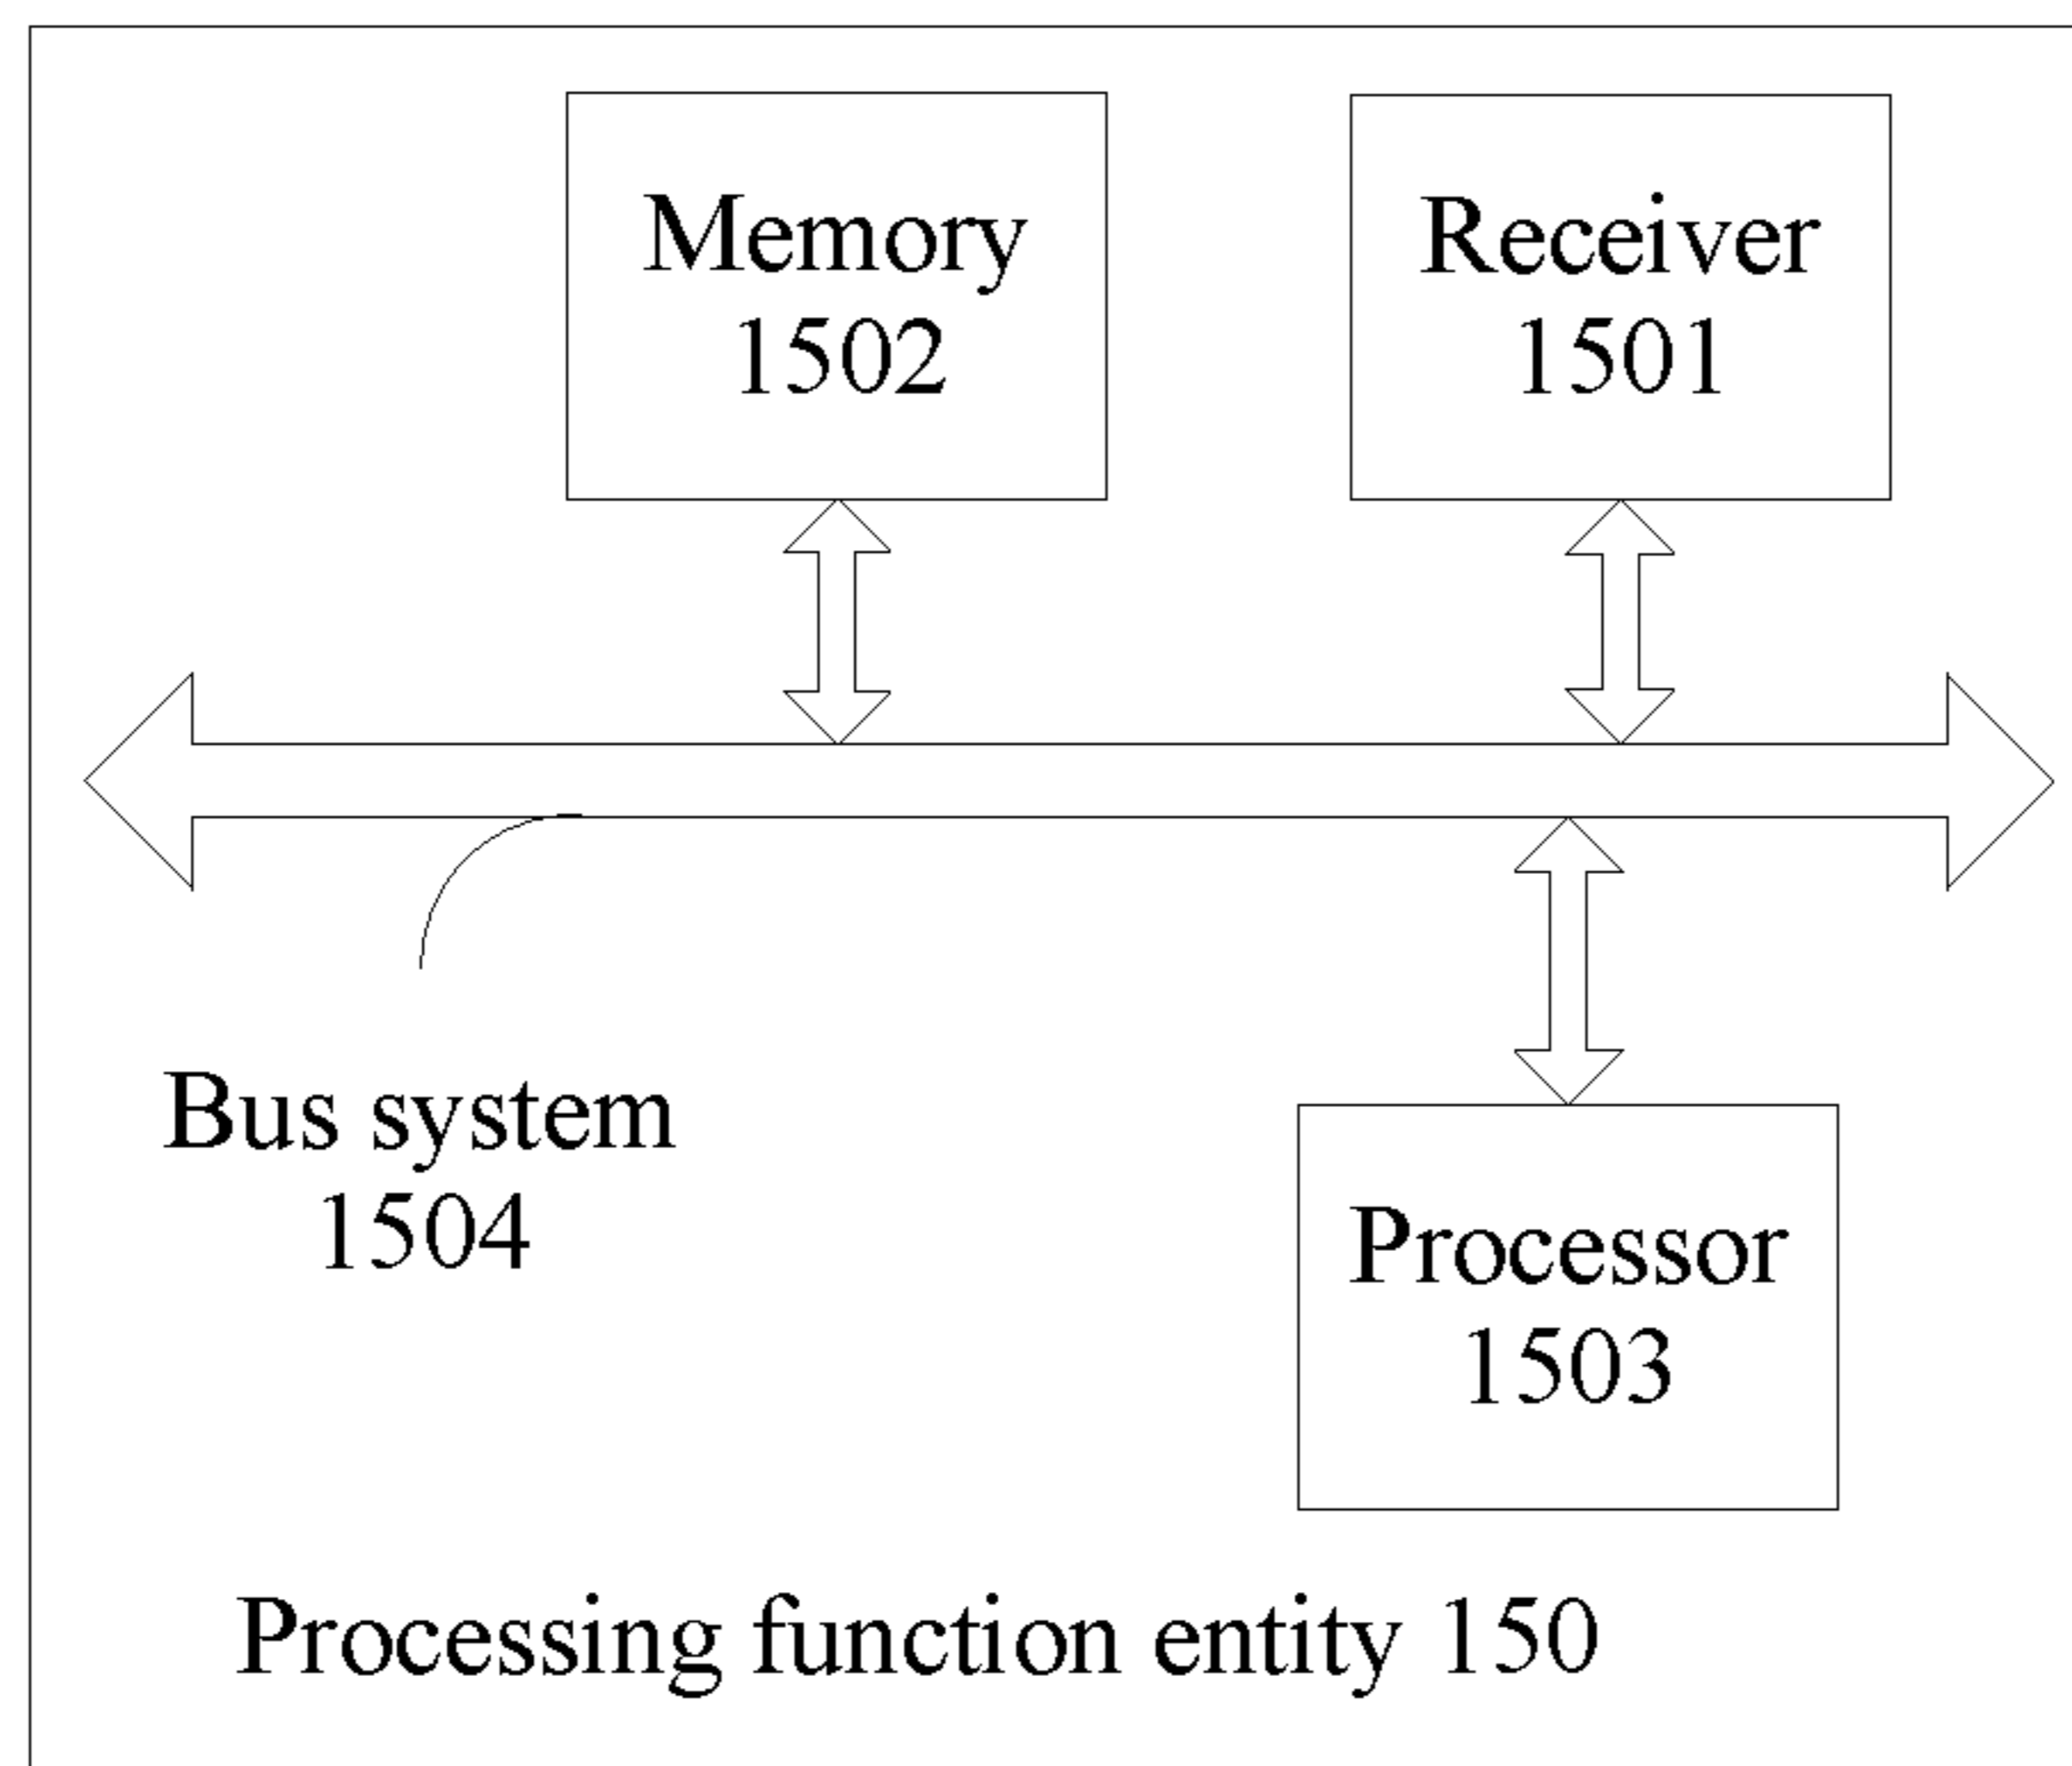 Memory
1502
Receiver
1501
Bus system
1504
Processor
1503
Processing function entity 150